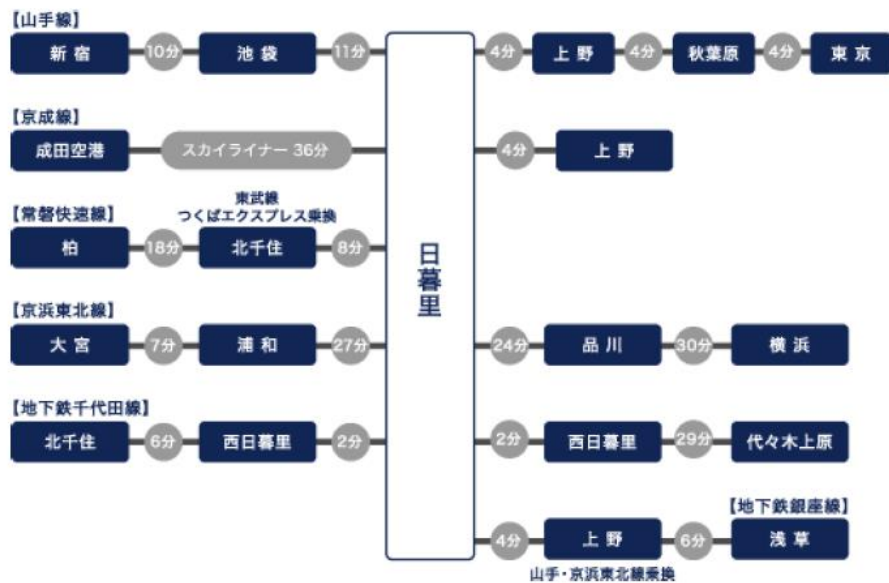 【山手線】
新宿 10分 池袋 11分 4分 上野 4分 秋葉原 4分 東京
【京成線】
成田空港 スカイライナー 36分 4分 上野
東武線
【常磐快速線】 つくばエクスプレス乗換
柏 18分 北千住 8分
日暮里
【京浜東北線】
大宮 7分 浦和 27分 24分 品川 30分 横浜
【地下鉄千代田線】
北千住 6分 西日暮里 2分 2分 西日暮里 29分 代々木上原
【地下鉄銀座線】
4分 上野 6分 浅草
山手・京浜東北線乗換